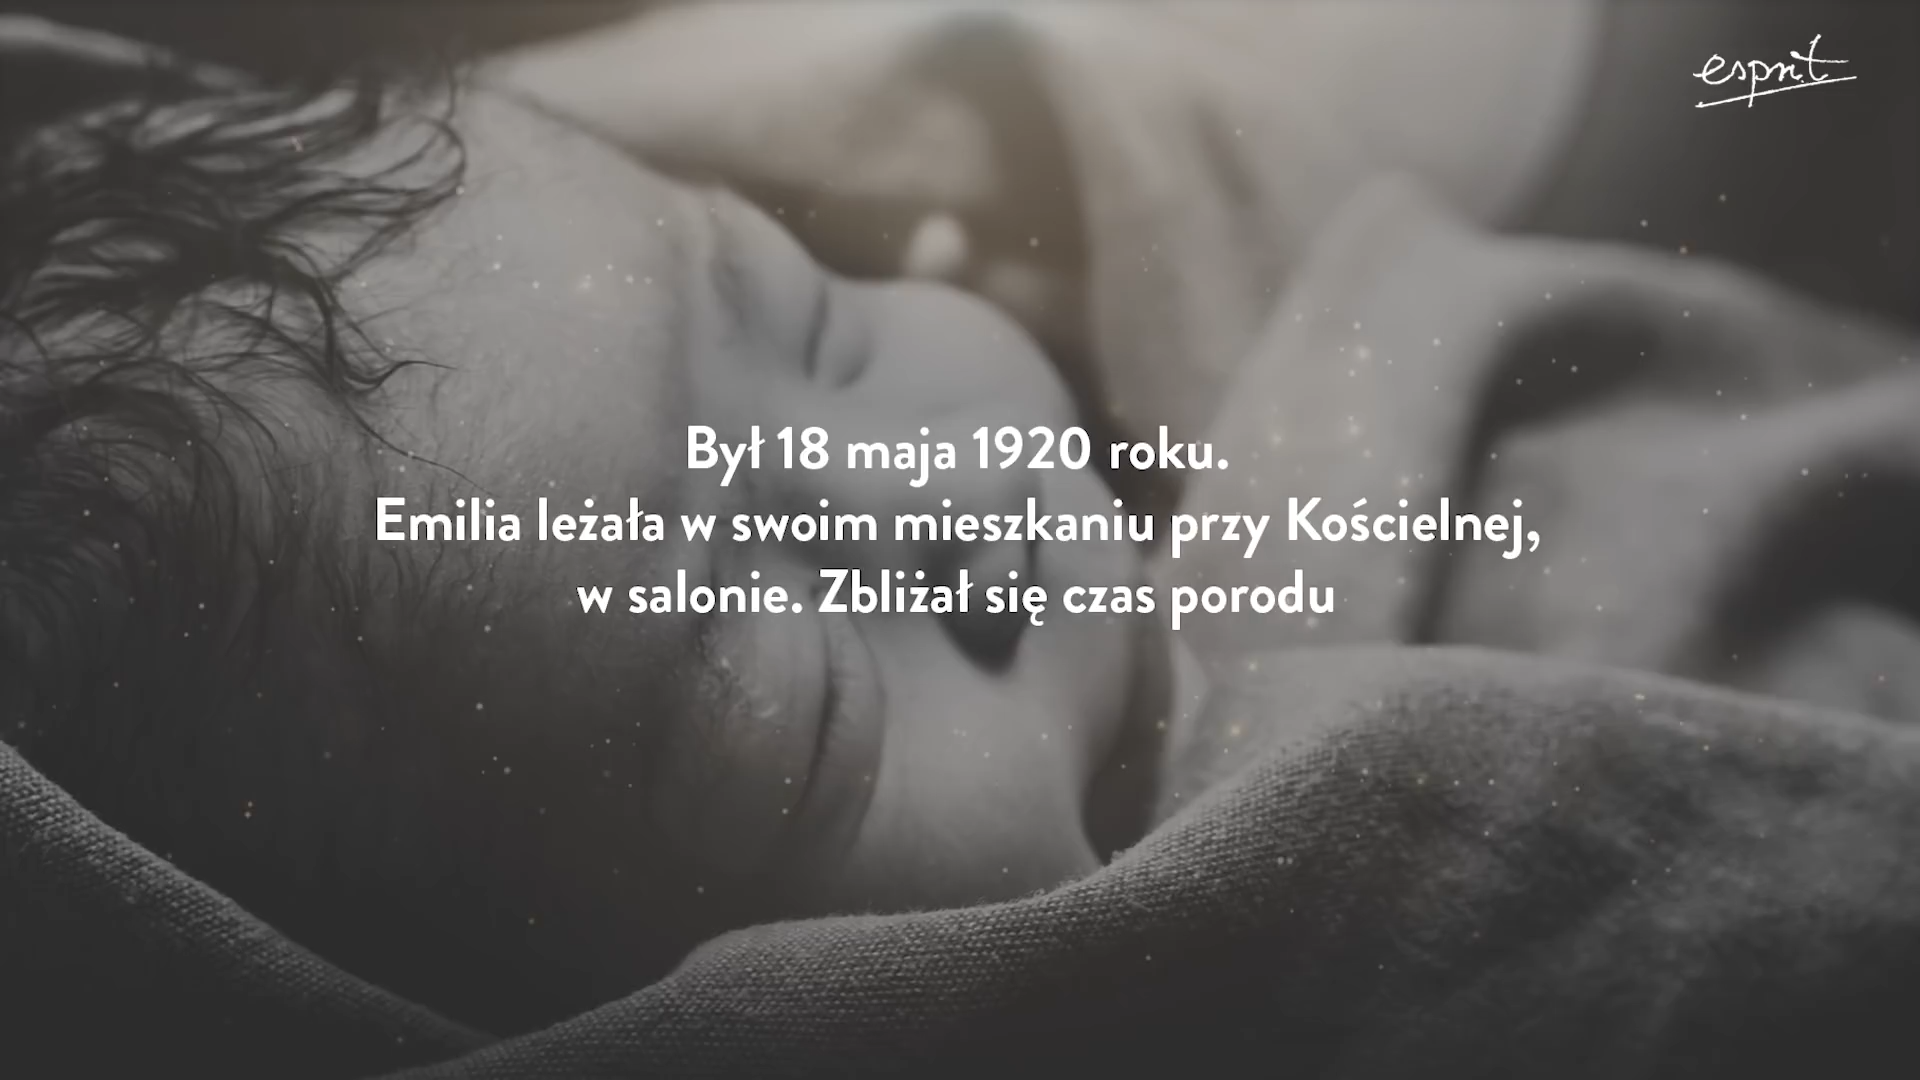 esprit
Był 18 maja 1920 roku.
Emilia leżała w swoim mieszkaniu przy Kościelnej,
w salonie. Zbliżał się czas porodu